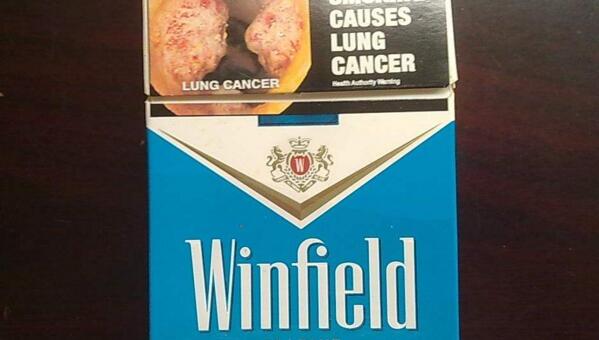 CAUSES
LUNG
CANCER
LUNG CANCER
Health Authority Warning
W
Winfield